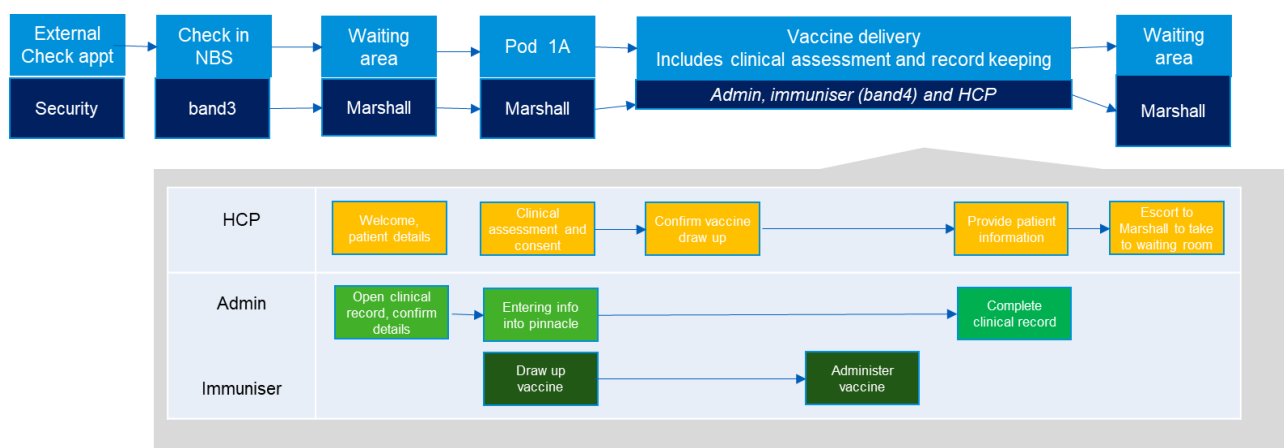 External
Check appt
Check in
NBS
Waiting
area
Pod 1A
Vaccine delivery
Includes clinical assessment and record keeping
Waiting
area
Security
band3
Marshall
Marshall
Admin, immuniser (band4) and HCP
Marshall
HCP
Welcome,
patient details
Clinical
assessment and
consent
Confirm vaccine
draw up
Provide patient
information
Escort to
Marshall to take
to waiting room
Admin
Open clinical
record, confirm
details
Entering info
into pinnacle
Complete
clinical record
Immuniser
Draw up
vaccine
Administer
vaccine